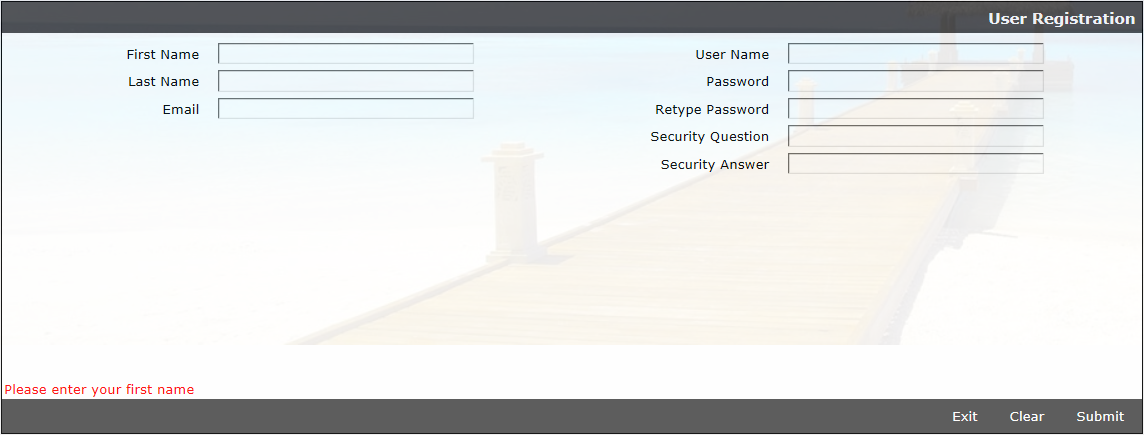 User Registration
First Name
Last Name
Email
User Name
Password
Retype Password
Security Question
Security Answer
Please enter your first name
Exit Clear Submit